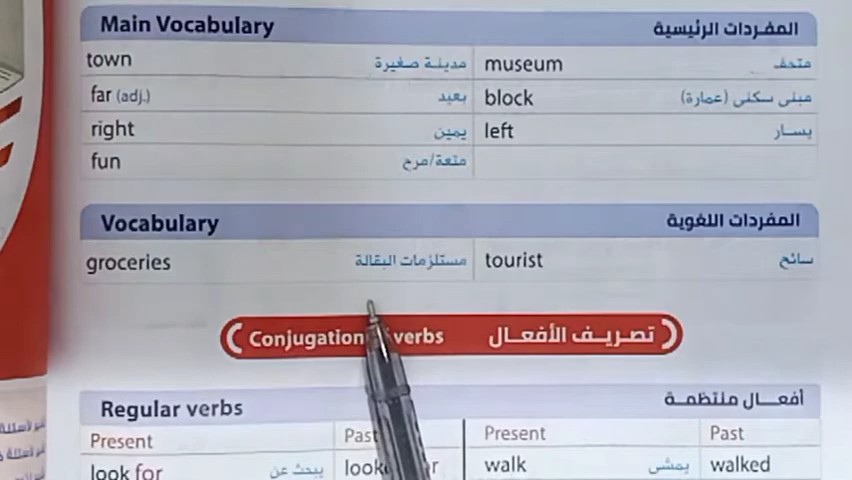 Main Vocabulary المفردات الرئيسية
town مدينة صغيرة museum متحف
far (adj.) بعيد block مبنى سكنى (عمارة)
right يمين left يسار
fun متعة/مرح
Vocabulary المفردات اللغوية
groceries مستلزمات البقالة tourist سائح
Conjugation verbs تصريف الأفعال
Regular verbs أفعال منتظمة
Present Past Present Past
look for يبحث عن walk يمشى walked